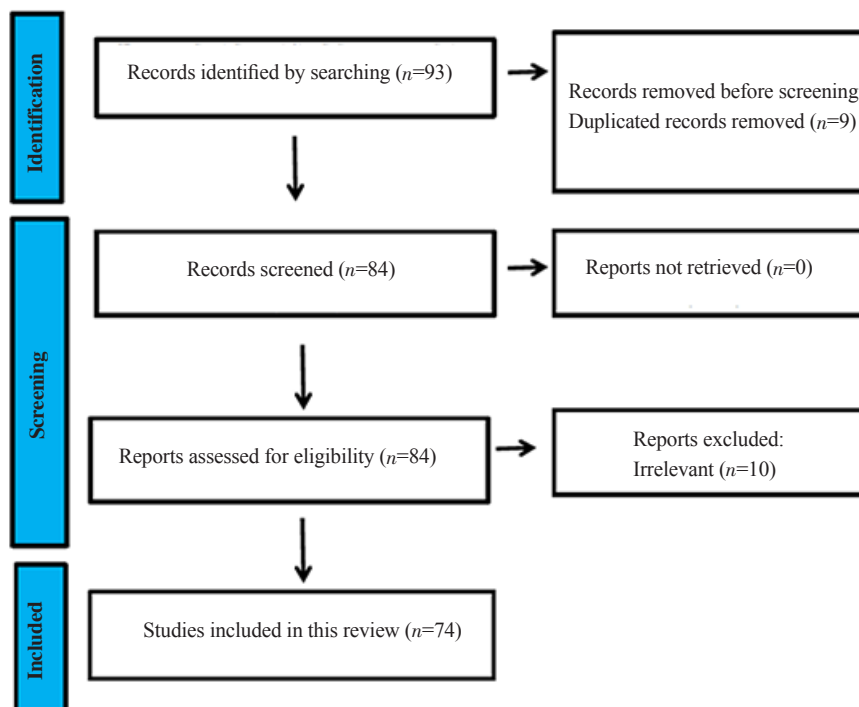 Identification
Records identified by searching (n=93)
Records removed before screening
Duplicated records removed (n=9)
Screening
Records screened (n=84)
Reports not retrieved (n=0)
Reports assessed for eligibility (n=84)
Reports excluded:
Irrelevant (n=10)
Included
Studies included in this review (n=74)